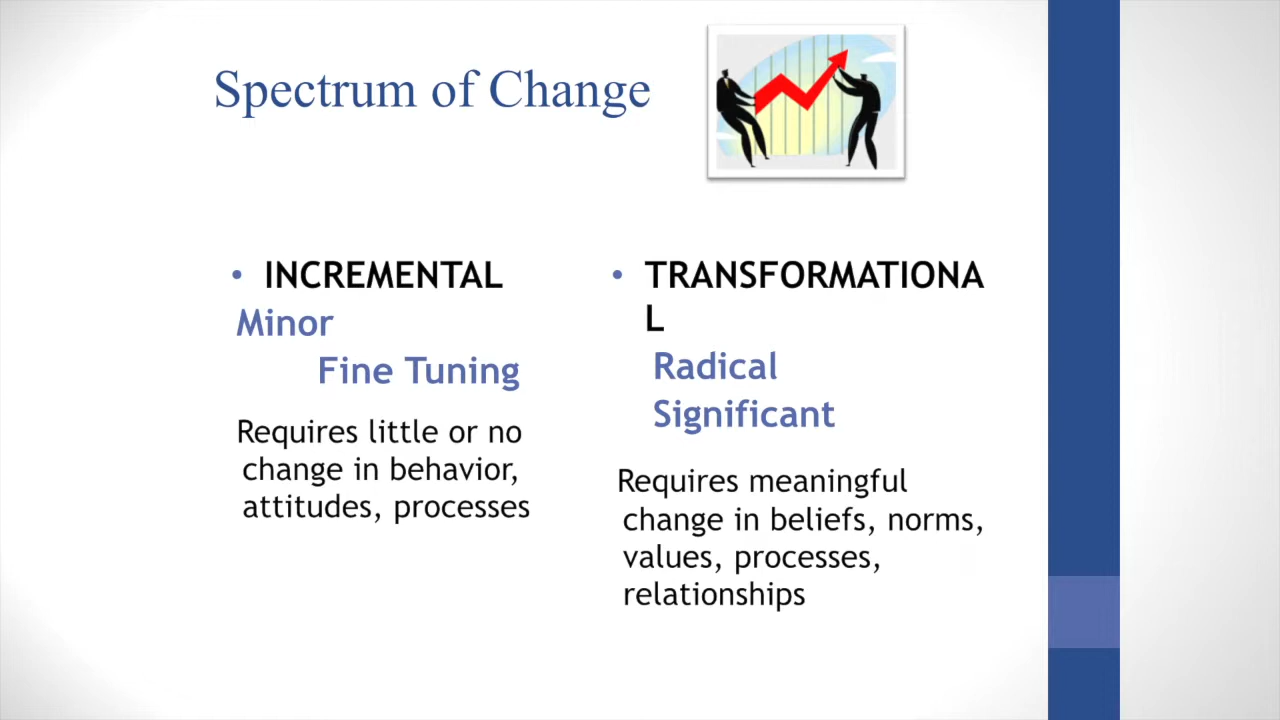 Spectrum of Change
• INCREMENTAL
Minor
Fine Tuning
Requires little or no
change in behavior,
attitudes, processes
• TRANSFORMATIONA
L
Radical
Significant
Requires meaningful
change in beliefs, norms,
values, processes,
relationships